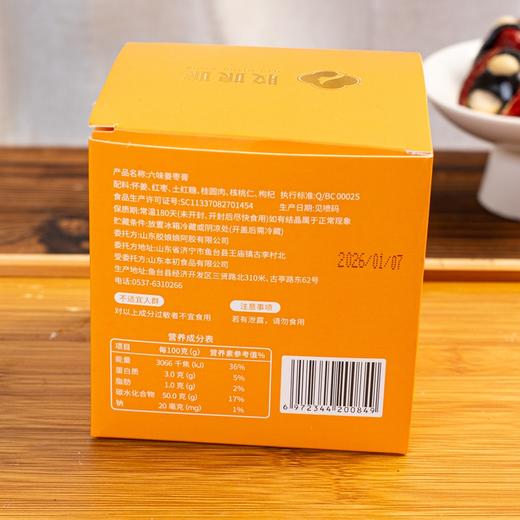 产品名称:六味姜枣膏
配料:怀姜、红枣、土红糖、桂圆肉、核桃仁、枸杞 执行标准:Q/BC 0002S
食品生产许可证号:SC11337082701454 生产日期:见喷码
保质期:常温180天(未开封、开封后尽快食用)如有结晶属于正常现象
贮藏条件:放置冰箱冷藏或阴凉处(开盖后需冷藏)
委托方:山东胶娘娘阿胶有限公司
委托方地址:山东省济宁市鱼台县王庙镇古李村北
受委托方:山东本初食品有限公司
生产地址:鱼台县经济开发区三贤路北310米,古亭路东62号
电话:0537-6310266
2026/01/07
不适宜人群
对以上成分过敏者不宜食用
注意事项
若有泄露,请勿食用
营养成分表
项目 每100克(g) 营养素参考值%
能量 3066 千焦(kJ) 36%
蛋白质 3.0 克(g) 5%
脂肪 1.0 克(g) 2%
碳水化合物 50.0 克(g) 17%
钠 20 毫克(mg) 1%
6 972344 200849